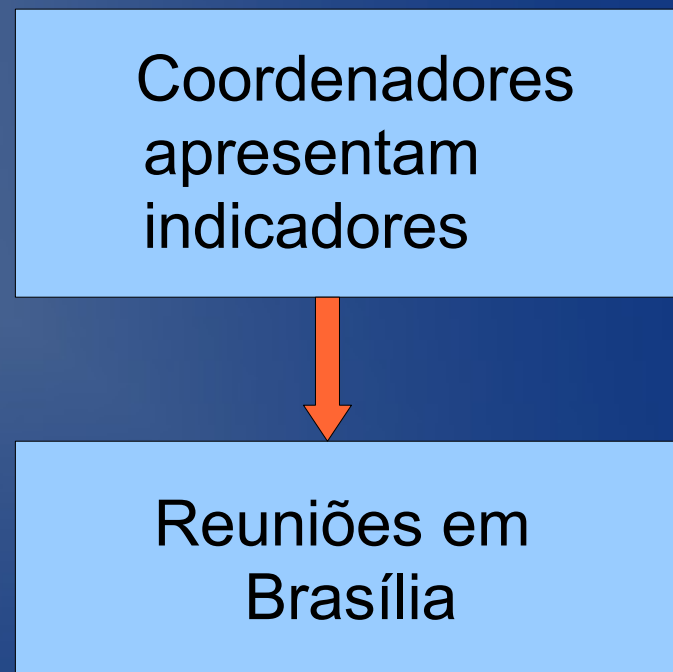 Coordenadores
apresentam
indicadores
Reuniões em
Brasília